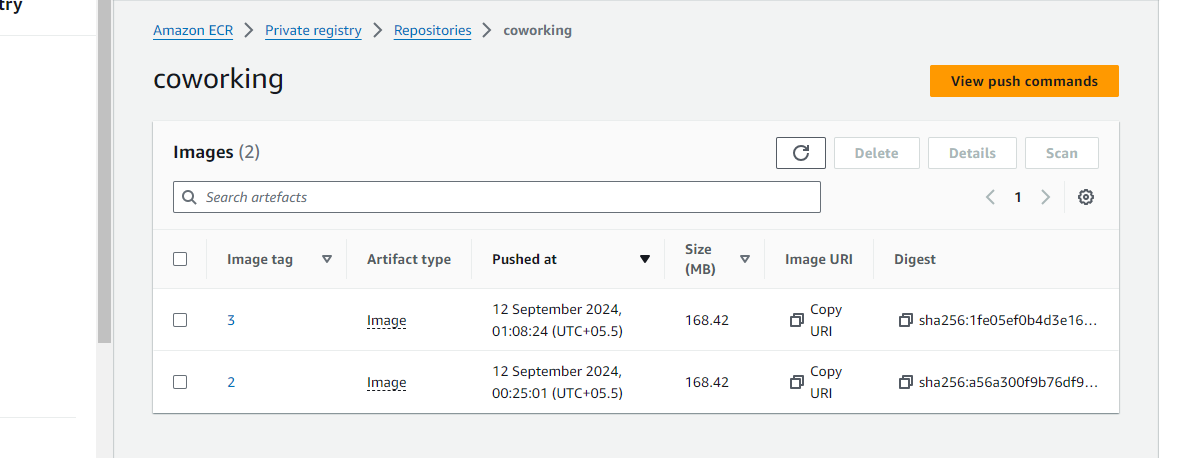 try
Amazon ECR > Private registry > Repositories > coworking
coworking
View push commands
Images (2)
Delete
Details
Scan
Search artefacts
1
Image tag
Artifact type
Pushed at
Size
(MB)
Image URI
Digest
3
Image
12 September 2024,
01:08:24 (UTC+05.5)
168.42
Copy
URI
sha256:1fe05ef0b4d3e16...
2
Image
12 September 2024,
00:25:01 (UTC+05.5)
168.42
Copy
URI
sha256:a56a300f9b76df9...